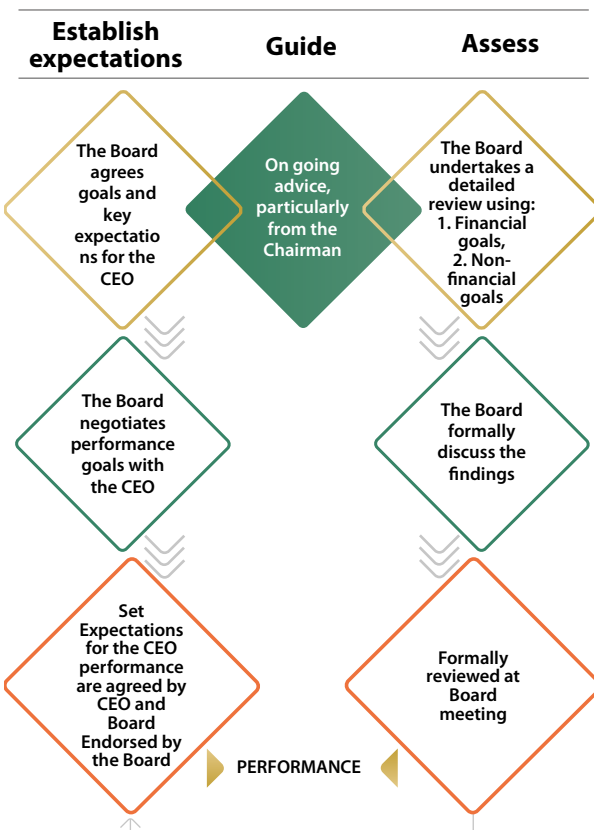 Establish
expectations
Guide
Assess
The Board
agrees
goals and
key
expectatio
ns for the
CEO
On going
advice,
particularly
from the
Chairman
The Board
undertakes a
detailed
review using:
1. Financial
goals,
2. Non-
financial
goals
The Board
negotiates
performance
goals with
the CEO
The Board
formally
discuss the
findings
Set
Expectations
for the CEO
performance
are agreed by
CEO and
Board
Endorsed by
the Board
Formally
reviewed at
Board
meeting
PERFORMANCE